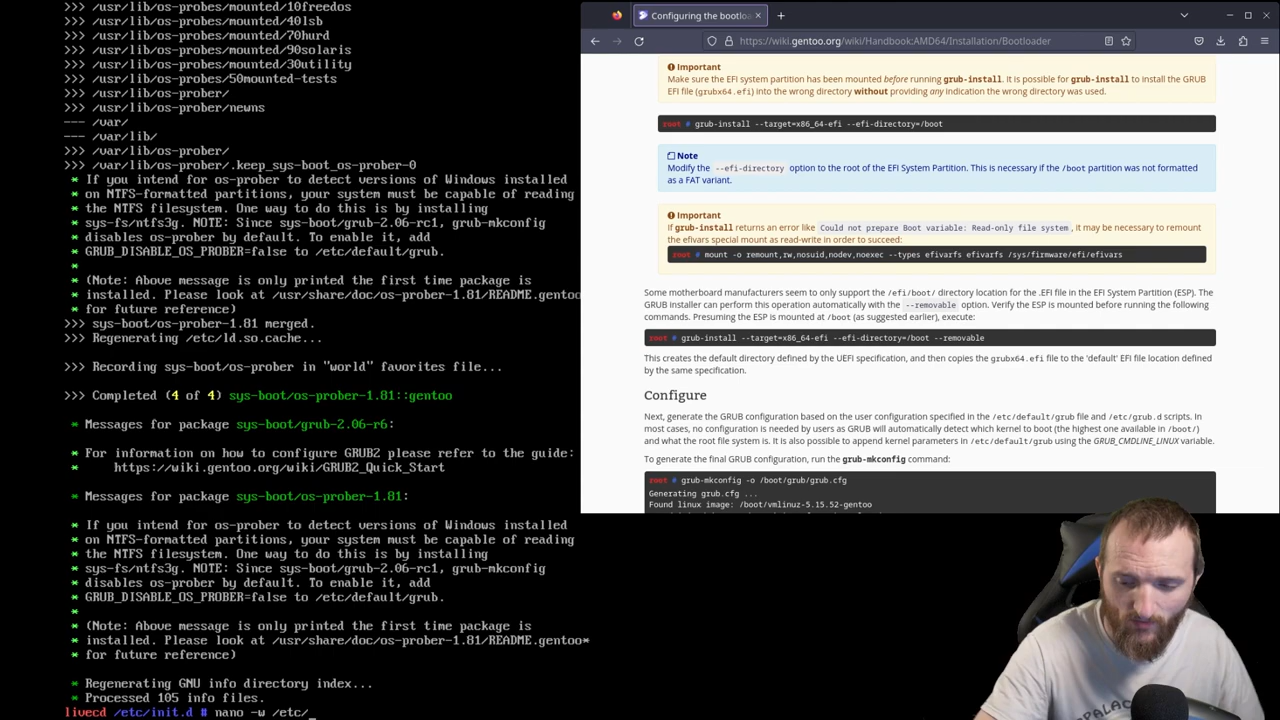 >>> /usr/lib/os-probes/mounted/10freedos
>>> /usr/lib/os-probes/mounted/40lsb
>>> /usr/lib/os-probes/mounted/70hurd
>>> /usr/lib/os-probes/mounted/90solaris
>>> /usr/lib/os-probes/mounted/30utility
>>> /usr/lib/os-probes/50mounted-tests
>>> /usr/lib/os-prober/
>>> /usr/lib/os-prober/newns
--- /var/
--- /var/lib/
>>> /var/lib/os-prober/
>>> /var/lib/os-prober/.keep_sys-boot_os-prober-0
* If you intend for os-prober to detect versions of Windows installed
* on NTFS-formatted partitions, your system must be capable of reading
* the NTFS filesystem. One way to do this is by installing
* sys-fs/ntfs3g. NOTE: Since sys-boot/grub-2.06-rc1, grub-mkconfig
* disables os-prober by default. To enable it, add
* GRUB_DISABLE_OS_PROBER=false to /etc/default/grub.
*
* (Note: Above message is only printed the first time package is
* installed. Please look at /usr/share/doc/os-prober-1.81/README.gentoo
* for future reference)
>>> sys-boot/os-prober-1.81 merged.
>>> Regenerating /etc/ld.so.cache...
>>> Recording sys-boot/os-prober in "world" favorites file...
>>> Completed (4 of 4) sys-boot/os-prober-1.81::gentoo
* Messages for package sys-boot/grub-2.06-r6:
* For information on how to configure GRUB2 please refer to the guide:
* https://wiki.gentoo.org/wiki/GRUB2_Quick_Start
* Messages for package sys-boot/os-prober-1.81:
* If you intend for os-prober to detect versions of Windows installed
* on NTFS-formatted partitions, your system must be capable of reading
* the NTFS filesystem. One way to do this is by installing
* sys-fs/ntfs3g. NOTE: Since sys-boot/grub-2.06-rc1, grub-mkconfig
* disables os-prober by default. To enable it, add
* GRUB_DISABLE_OS_PROBER=false to /etc/default/grub.
*
* (Note: Above message is only printed the first time package is
* installed. Please look at /usr/share/doc/os-prober-1.81/README.gentoo*
* for future reference)
* Regenerating GNU info directory index...
* Processed 105 info files.
livecd /etc/init.d # nano -w /etc/_
Configuring the bootloa
https://wiki.gentoo.org/wiki/Handbook:AMD64/Installation/Bootloader
Important
Make sure the EFI system partition has been mounted before running grub-install. It is possible for grub-install to install the GRUB
EFI file (grubx64.efi) into the wrong directory without providing any indication the wrong directory was used.
root # grub-install --target=x86_64-efi --efi-directory=/boot
Note
Modify the --efi-directory option to the root of the EFI System Partition. This is necessary if the /boot partition was not formatted
as a FAT variant.
Important
If grub-install returns an error like Could not prepare Boot variable: Read-only file system, it may be necessary to remount
the efivars special mount as read-write in order to succeed:
root # mount -o remount,rw,nosuid,nodev,noexec --types efivarfs efivarfs /sys/firmware/efi/efivars
Some motherboard manufacturers seem to only support the /efi/boot/ directory location for the .EFI file in the EFI System Partition (ESP). The
GRUB installer can perform this operation automatically with the --removable option. Verify the ESP is mounted before running the following
commands. Presuming the ESP is mounted at /boot (as suggested earlier), execute:
root # grub-install --target=x86_64-efi --efi-directory=/boot --removable
This creates the default directory defined by the UEFI specification, and then copies the grubx64.efi file to the 'default' EFI file location defined
by the same specification.
Configure
Next, generate the GRUB configuration based on the user configuration specified in the /etc/default/grub file and /etc/grub.d scripts. In
most cases, no configuration is needed by users as GRUB will automatically detect which kernel to boot (the highest one available in /boot/)
and what the root file system is. It is also possible to append kernel parameters in /etc/default/grub using the GRUB_CMDLINE_LINUX variable.
To generate the final GRUB configuration, run the grub-mkconfig command:
root # grub-mkconfig -o /boot/grub/grub.cfg
Generating grub.cfg ...
Found linux image: /boot/vmlinuz-5.15.52-gentoo